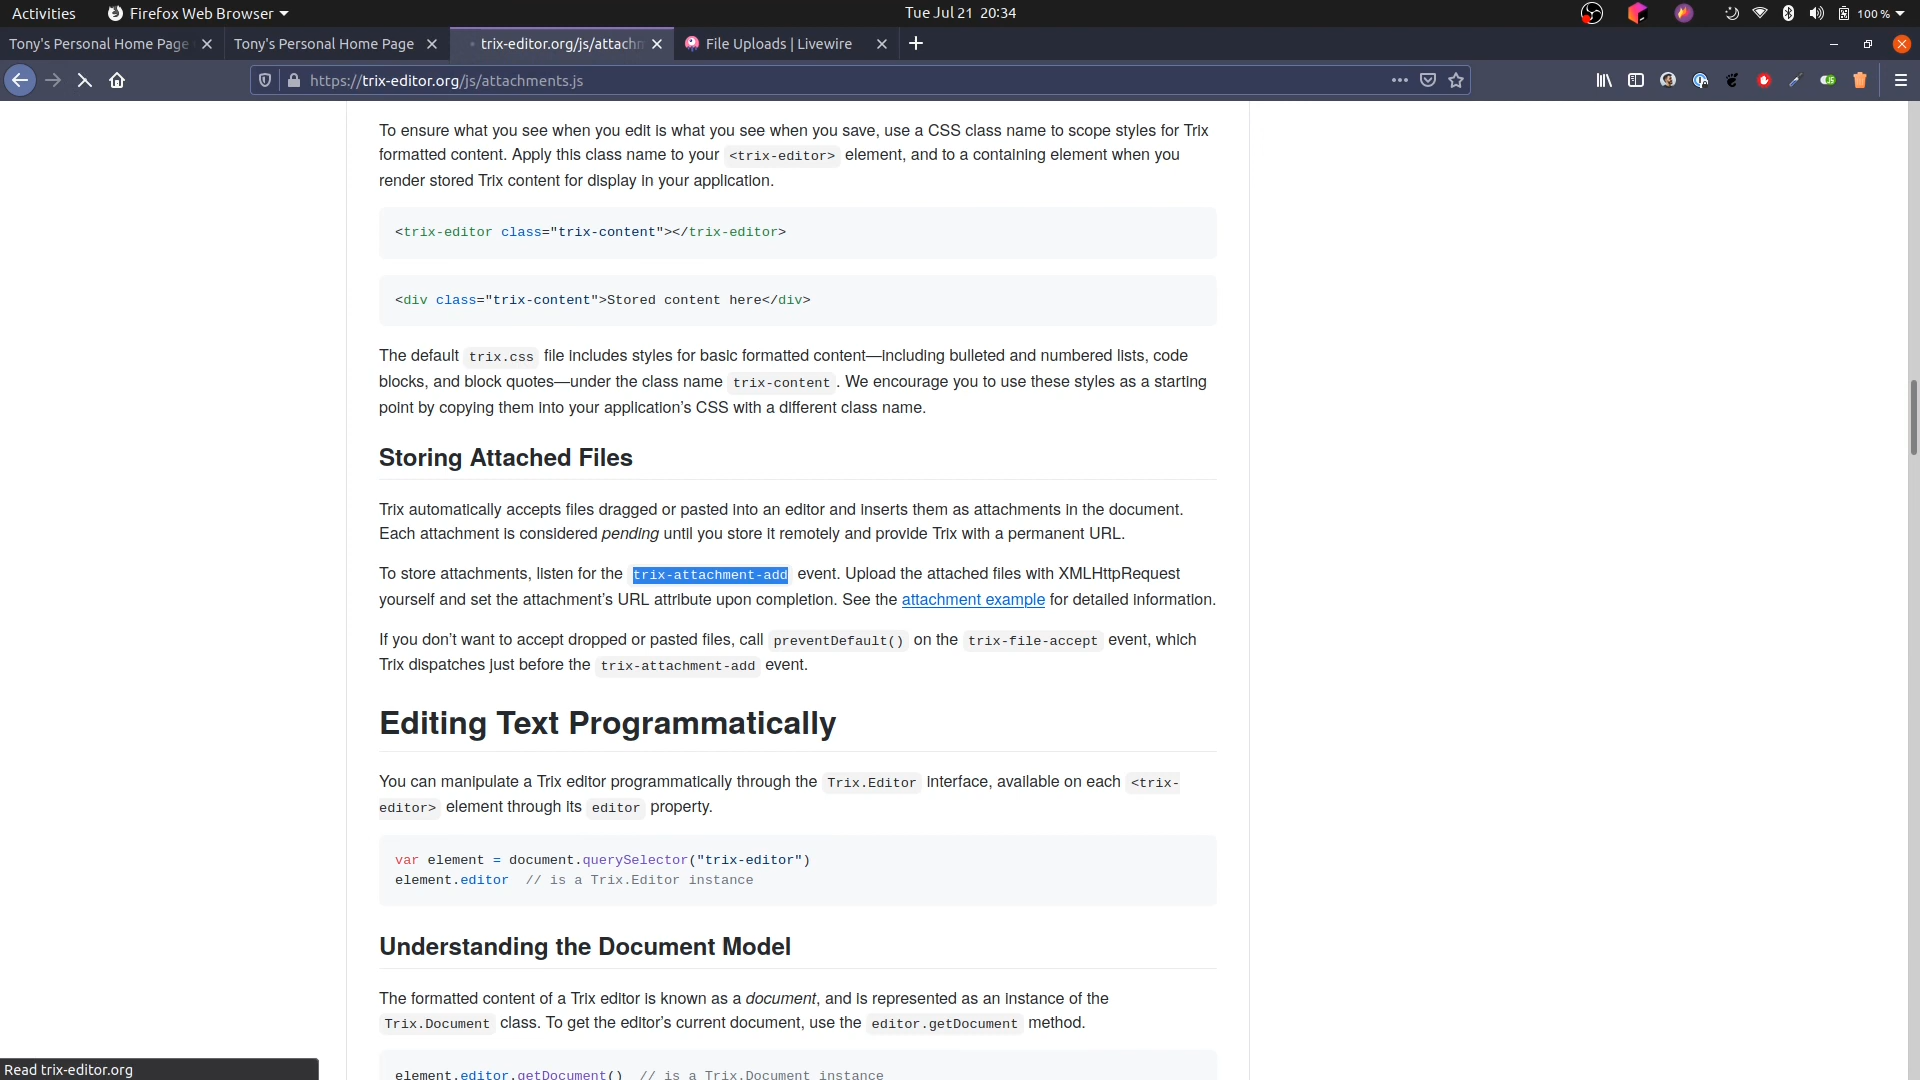 Activities
Firefox Web Browser
Tue Jul 21 20:34
100 %
Tony's Personal Home Page
Tony's Personal Home Page
trix-editor.org/js/attachm
File Uploads | Livewire
https://trix-editor.org/js/attachments.js
To ensure what you see when you edit is what you see when you save, use a CSS class name to scope styles for Trix
formatted content. Apply this class name to your <trix-editor> element, and to a containing element when you
render stored Trix content for display in your application.
<trix-editor class="trix-content"></trix-editor>
<div class="trix-content">Stored content here</div>
The default trix.css file includes styles for basic formatted content—including bulleted and numbered lists, code
blocks, and block quotes—under the class name trix-content. We encourage you to use these styles as a starting
point by copying them into your application’s CSS with a different class name.
Storing Attached Files
Trix automatically accepts files dragged or pasted into an editor and inserts them as attachments in the document.
Each attachment is considered pending until you store it remotely and provide Trix with a permanent URL.
To store attachments, listen for the trix-attachment-add event. Upload the attached files with XMLHttpRequest
yourself and set the attachment’s URL attribute upon completion. See the attachment example for detailed information.
If you don’t want to accept dropped or pasted files, call preventDefault() on the trix-file-accept event, which
Trix dispatches just before the trix-attachment-add event.
Editing Text Programmatically
You can manipulate a Trix editor programmatically through the Trix.Editor interface, available on each <trix-
editor> element through its editor property.
var element = document.querySelector("trix-editor")
element.editor // is a Trix.Editor instance
Understanding the Document Model
The formatted content of a Trix editor is known as a document, and is represented as an instance of the
Trix.Document class. To get the editor’s current document, use the editor.getDocument method.
element.editor.getDocument() // is a Trix.Document instance
Read trix-editor.org